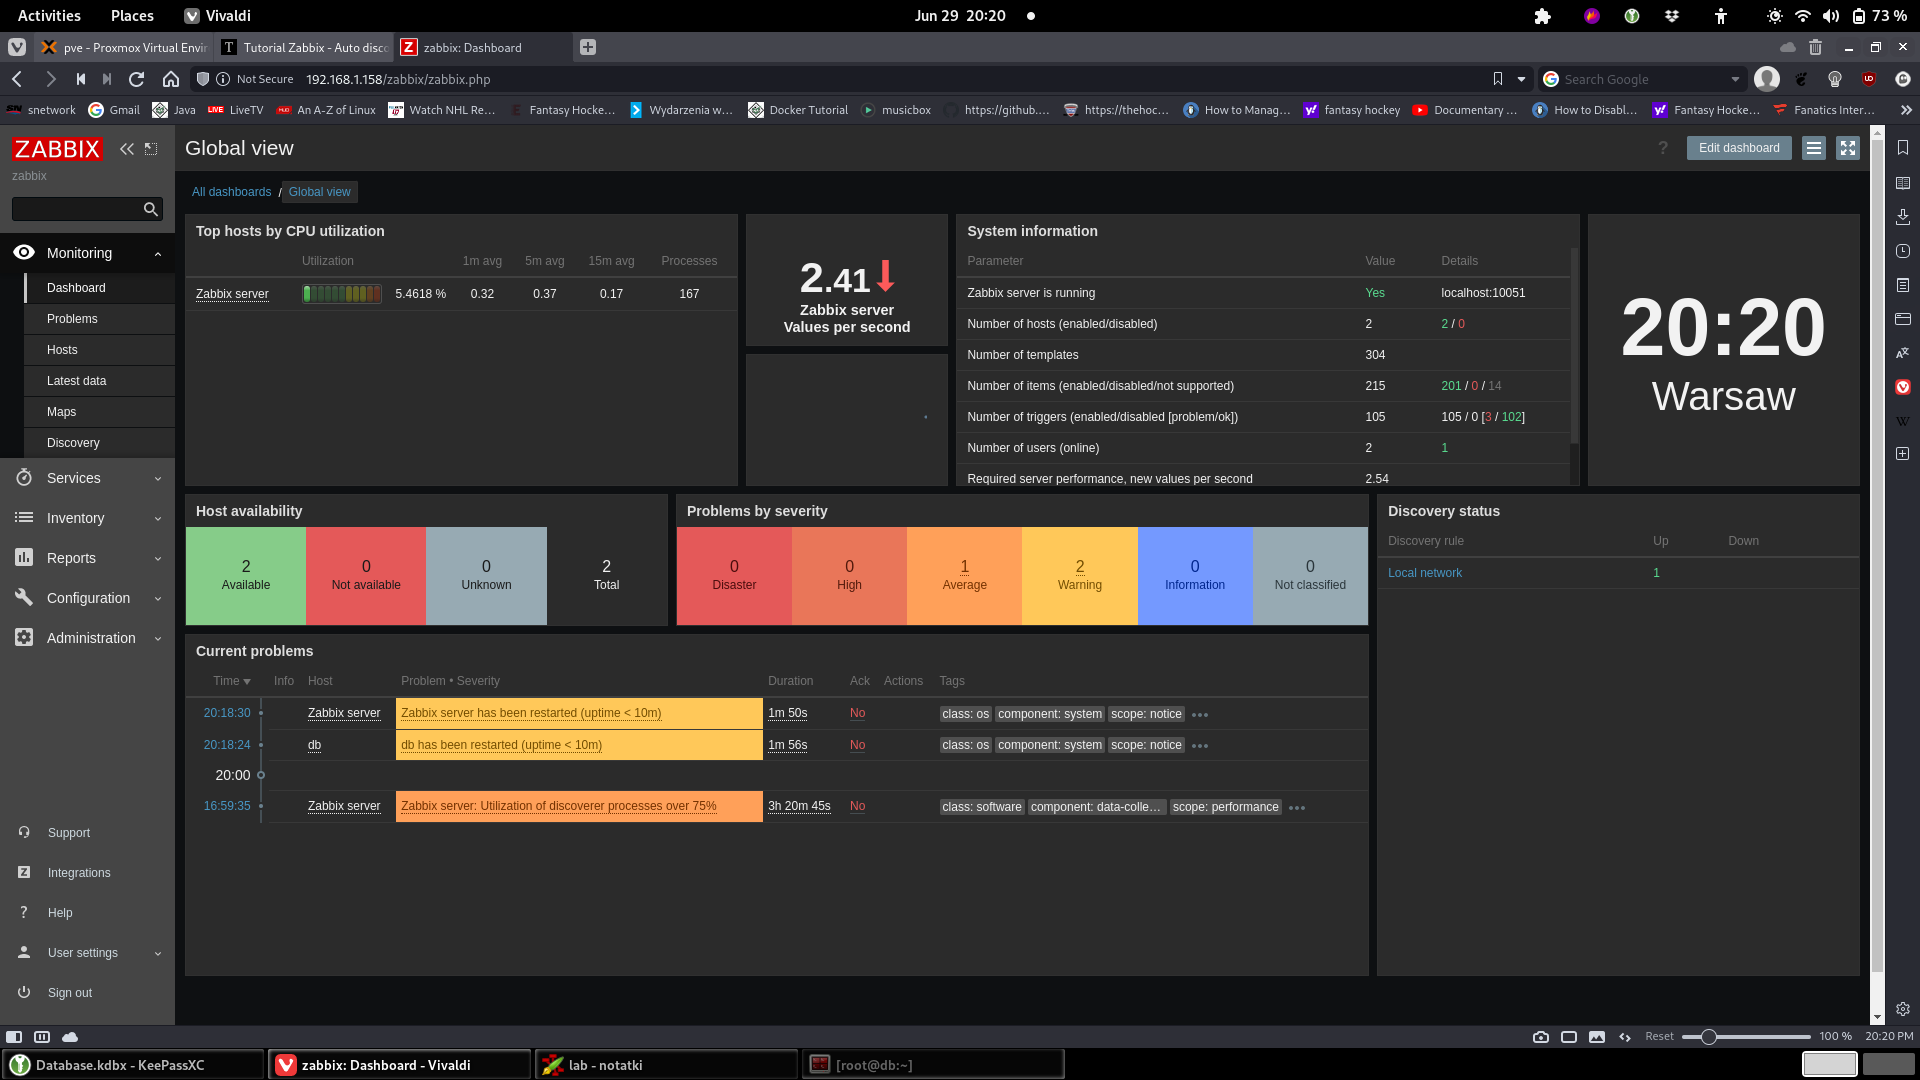 Activities Places Vivaldi Jun 29 20:20 73 %
pve - Proxmox Virtual Envir Tutorial Zabbix - Auto disco zabbix: Dashboard
Not Secure 192.168.1.158/zabbix/zabbix.php Search Google
snetwork Gmail Java LiveTV An A-Z of Linux Watch NHL Re... Fantasy Hocke... Wydarzenia w... Docker Tutorial musicbox https://github.... https://thehoc... How to Manag... fantasy hockey Documentary ... How to Disabl... Fantasy Hocke... Fanatics Inter...
ZABBIX
zabbix
Monitoring
Dashboard
Problems
Hosts
Latest data
Maps
Discovery
Services
Inventory
Reports
Configuration
Administration
Support
Integrations
Help
User settings
Sign out
Global view
? Edit dashboard
All dashboards / Global view
Top hosts by CPU utilization
Utilization 1m avg 5m avg 15m avg Processes
Zabbix server 5.4618 % 0.32 0.37 0.17 167
2.41
Zabbix server
Values per second
System information
Parameter Value Details
Zabbix server is running Yes localhost:10051
Number of hosts (enabled/disabled) 2 2 / 0
Number of templates 304
Number of items (enabled/disabled/not supported) 215 201 / 0 / 14
Number of triggers (enabled/disabled [problem/ok]) 105 105 / 0 [3 / 102]
Number of users (online) 2 1
Required server performance, new values per second 2.54
20:20
Warsaw
Host availability
2 Available
0 Not available
0 Unknown
2 Total
Problems by severity
0 Disaster
0 High
1 Average
2 Warning
0 Information
0 Not classified
Discovery status
Discovery rule Up Down
Local network 1
Current problems
Time Info Host Problem • Severity Duration Ack Actions Tags
20:18:30 Zabbix server Zabbix server has been restarted (uptime < 10m) 1m 50s No class: os component: system scope: notice
20:18:24 db db has been restarted (uptime < 10m) 1m 56s No class: os component: system scope: notice
20:00
16:59:35 Zabbix server Zabbix server: Utilization of discoverer processes over 75% 3h 20m 45s No class: software component: data-colle... scope: performance
Reset 100 % 20:20 PM
Database.kdbx - KeePassXC zabbix: Dashboard - Vivaldi lab - notatki [root@db:~]